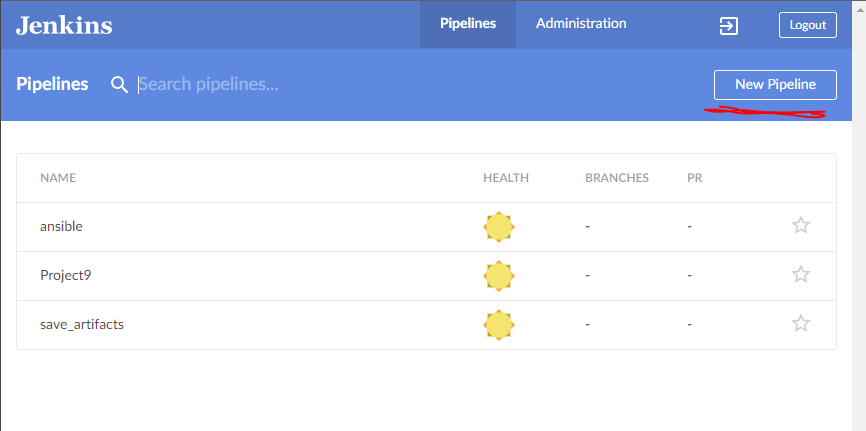 Jenkins Pipelines Administration Logout
Pipelines Search pipelines... New Pipeline
NAME HEALTH BRANCHES PR
ansible - -
Project9 - -
save_artifacts - -